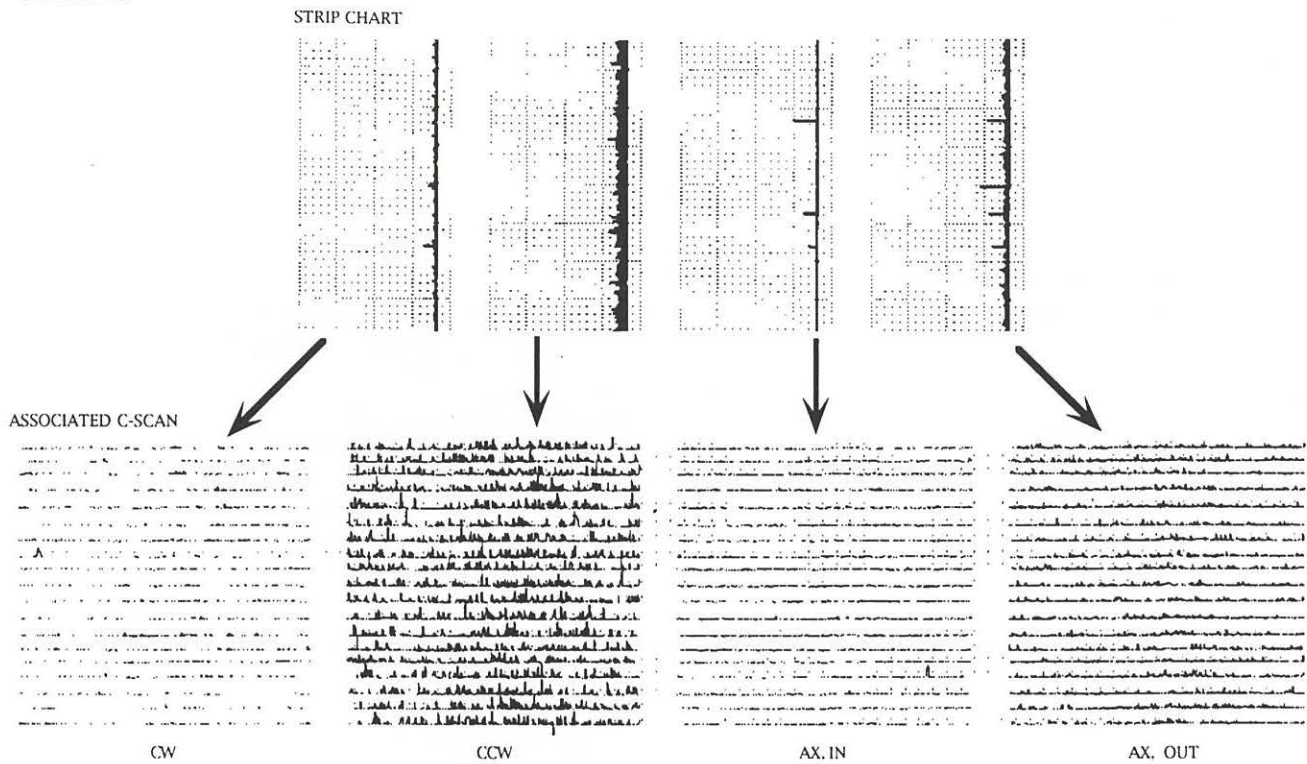 STRIP CHART
ASSOCIATED C-SCAN
CW
CCW
AX. IN
AX. OUT